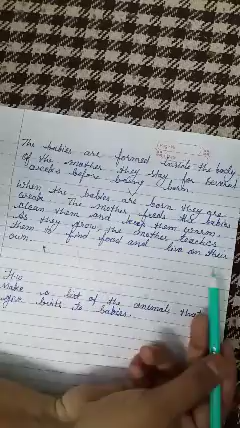 The babies are formed inside the body
of the mother they stay for several
weeks before being born.
When the babies are born they are
weak. The mother feeds the babies
clean them and keep them warm.
As they grow the mother teaches
them to find food and live on their
own.
H.W
Make a list of the animals that
give birth to babies.